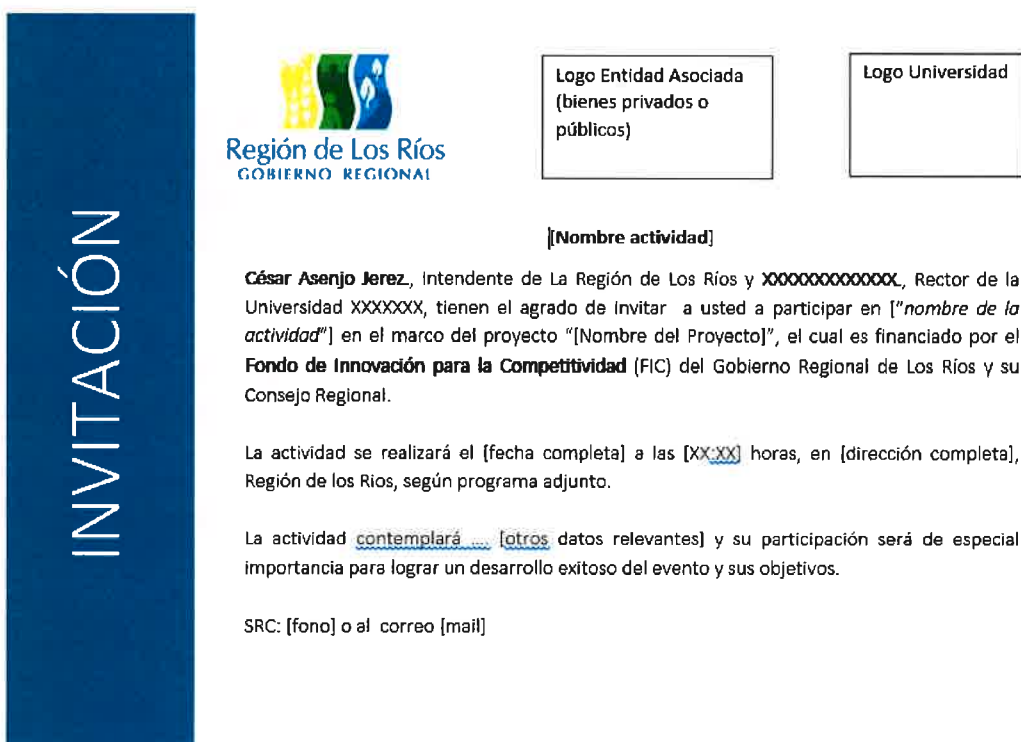 INVITACIÓN
Región de Los Ríos
GOBIERNO REGIONAL
Logo Entidad Asociada
(bienes privados o
públicos)
Logo Universidad
[Nombre actividad]
César Asenjo Jerez., Intendente de La Región de Los Ríos y XXXXXXXXXXXXX., Rector de la
Universidad XXXXXXX, tienen el agrado de invitar a usted a participar en ["nombre de la
actividad"] en el marco del proyecto "[Nombre del Proyecto]", el cual es financiado por el
Fondo de Innovación para la Competitividad (FIC) del Gobierno Regional de Los Ríos y su
Consejo Regional.
La actividad se realizará el [fecha completa] a las [XX:XX] horas, en [dirección completa],
Región de los Rios, según programa adjunto.
La actividad contemplará .... [otros datos relevantes] y su participación será de especial
importancia para lograr un desarrollo exitoso del evento y sus objetivos.
SRC: [fono] o al correo [mail]